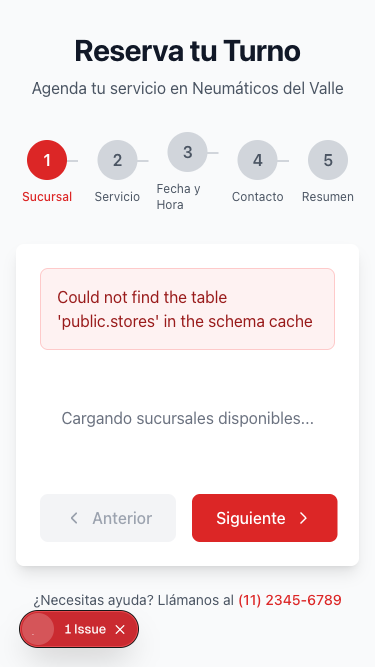 Reserva tu Turno
Agenda tu servicio en Neumáticos del Valle
1
2
3
4
5
Sucursal
Servicio
Fecha y
Hora
Contacto
Resumen
Could not find the table
'public.stores' in the schema cache
Cargando sucursales disponibles...
Anterior
Siguiente
¿Necesitas ayuda? Llámanos al (11) 2345-6789
1 Issue